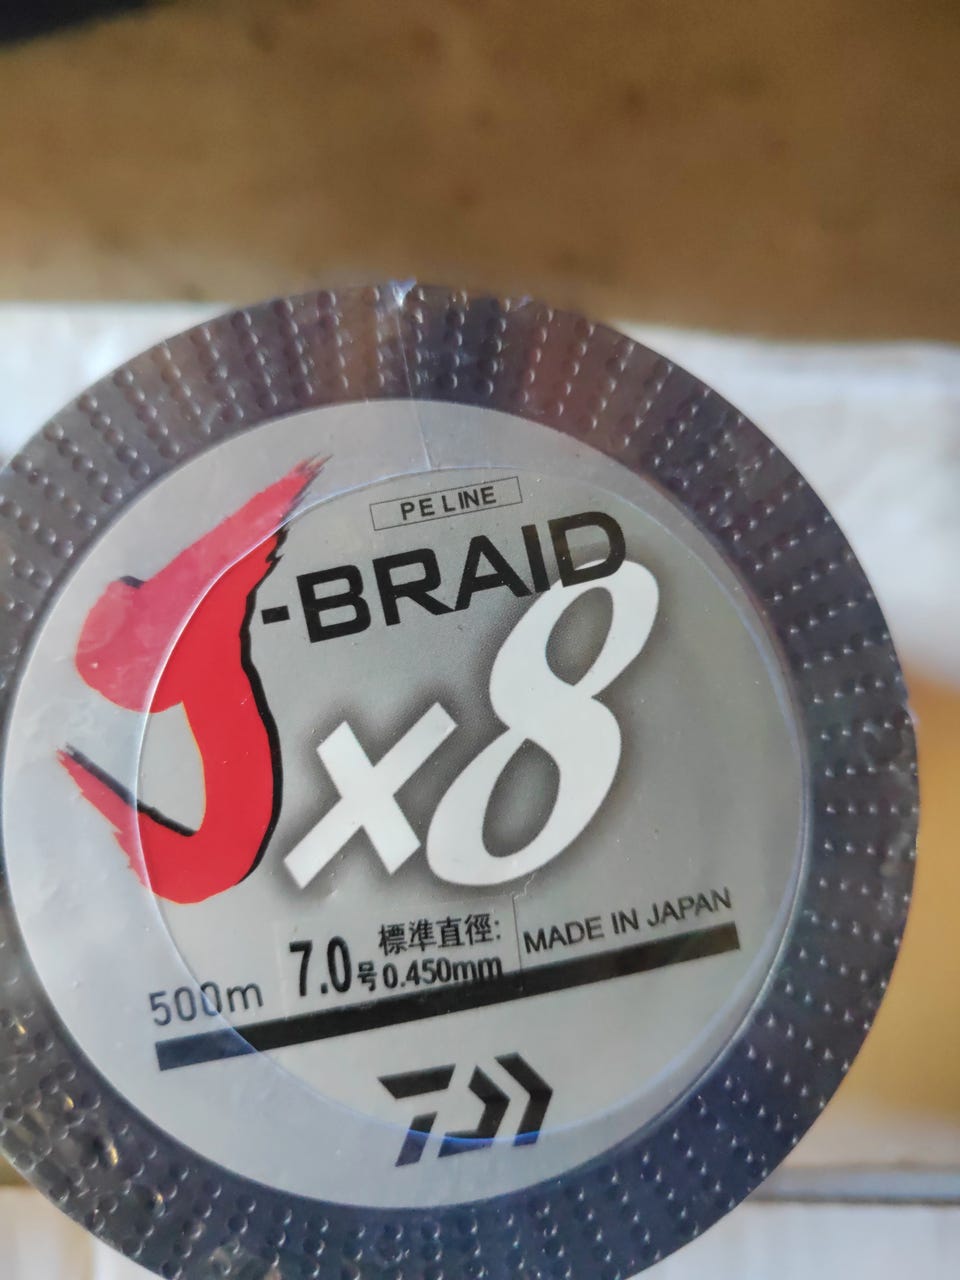 PE LINE
J-BRAID
x8
500m 7.0号 標準直徑: 0.450mm MADE IN JAPAN